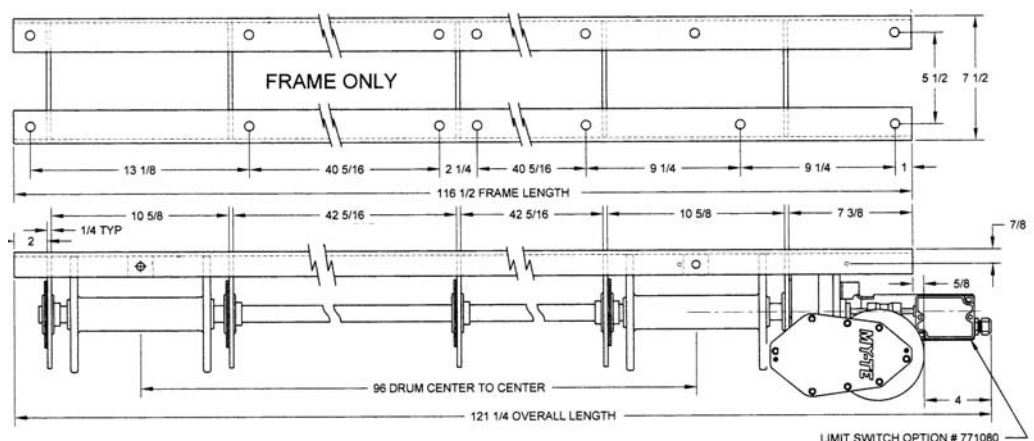 FRAME ONLY
5 1/2
7 1/2
13 1/8
40 5/16
2 1/4
40 5/16
9 1/4
9 1/4
1
116 1/2 FRAME LENGTH
10 5/8
42 5/16
42 5/16
10 5/8
7 3/8
2
1/4 TYP
7/8
5/8
MY-TE
96 DRUM CENTER TO CENTER
4
121 1/4 OVERALL LENGTH
LIMIT SWITCH OPTION # 771080